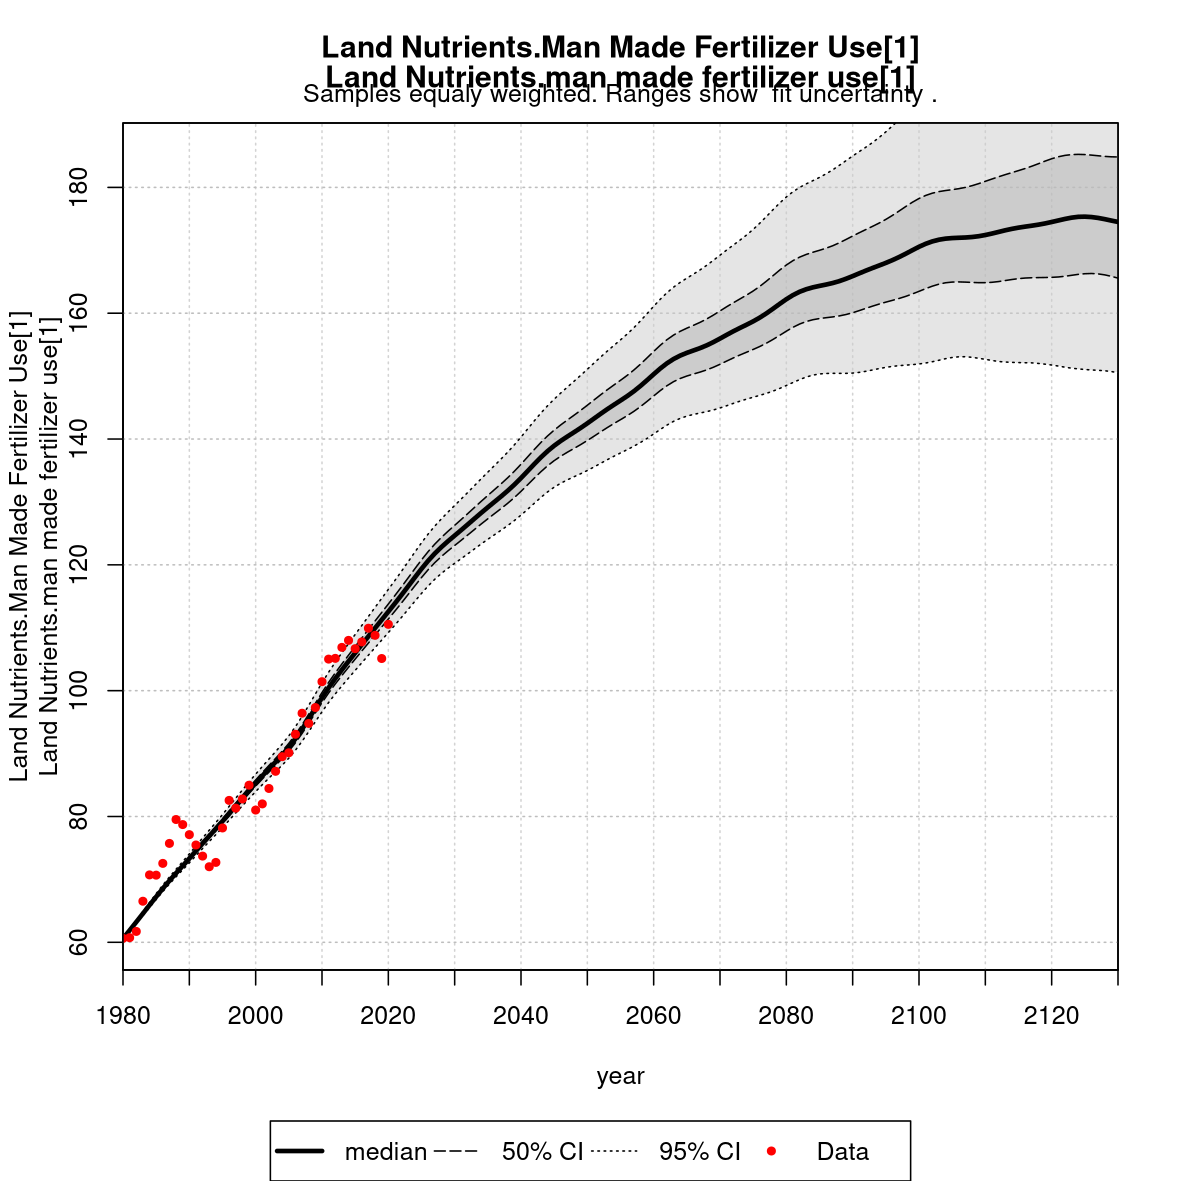 Land Nutrients.Man Made Fertilizer Use[1]
Land Nutrients.man made fertilizer use[1]
Samples equaly weighted. Ranges show  fit uncertainty .
Land Nutrients.Man Made Fertilizer Use[1]
Land Nutrients.man made fertilizer use[1]
180
160
140
120
100
80
60
1980 2000 2020 2040 2060 2080 2100 2120
year
median 50% CI 95% CI Data